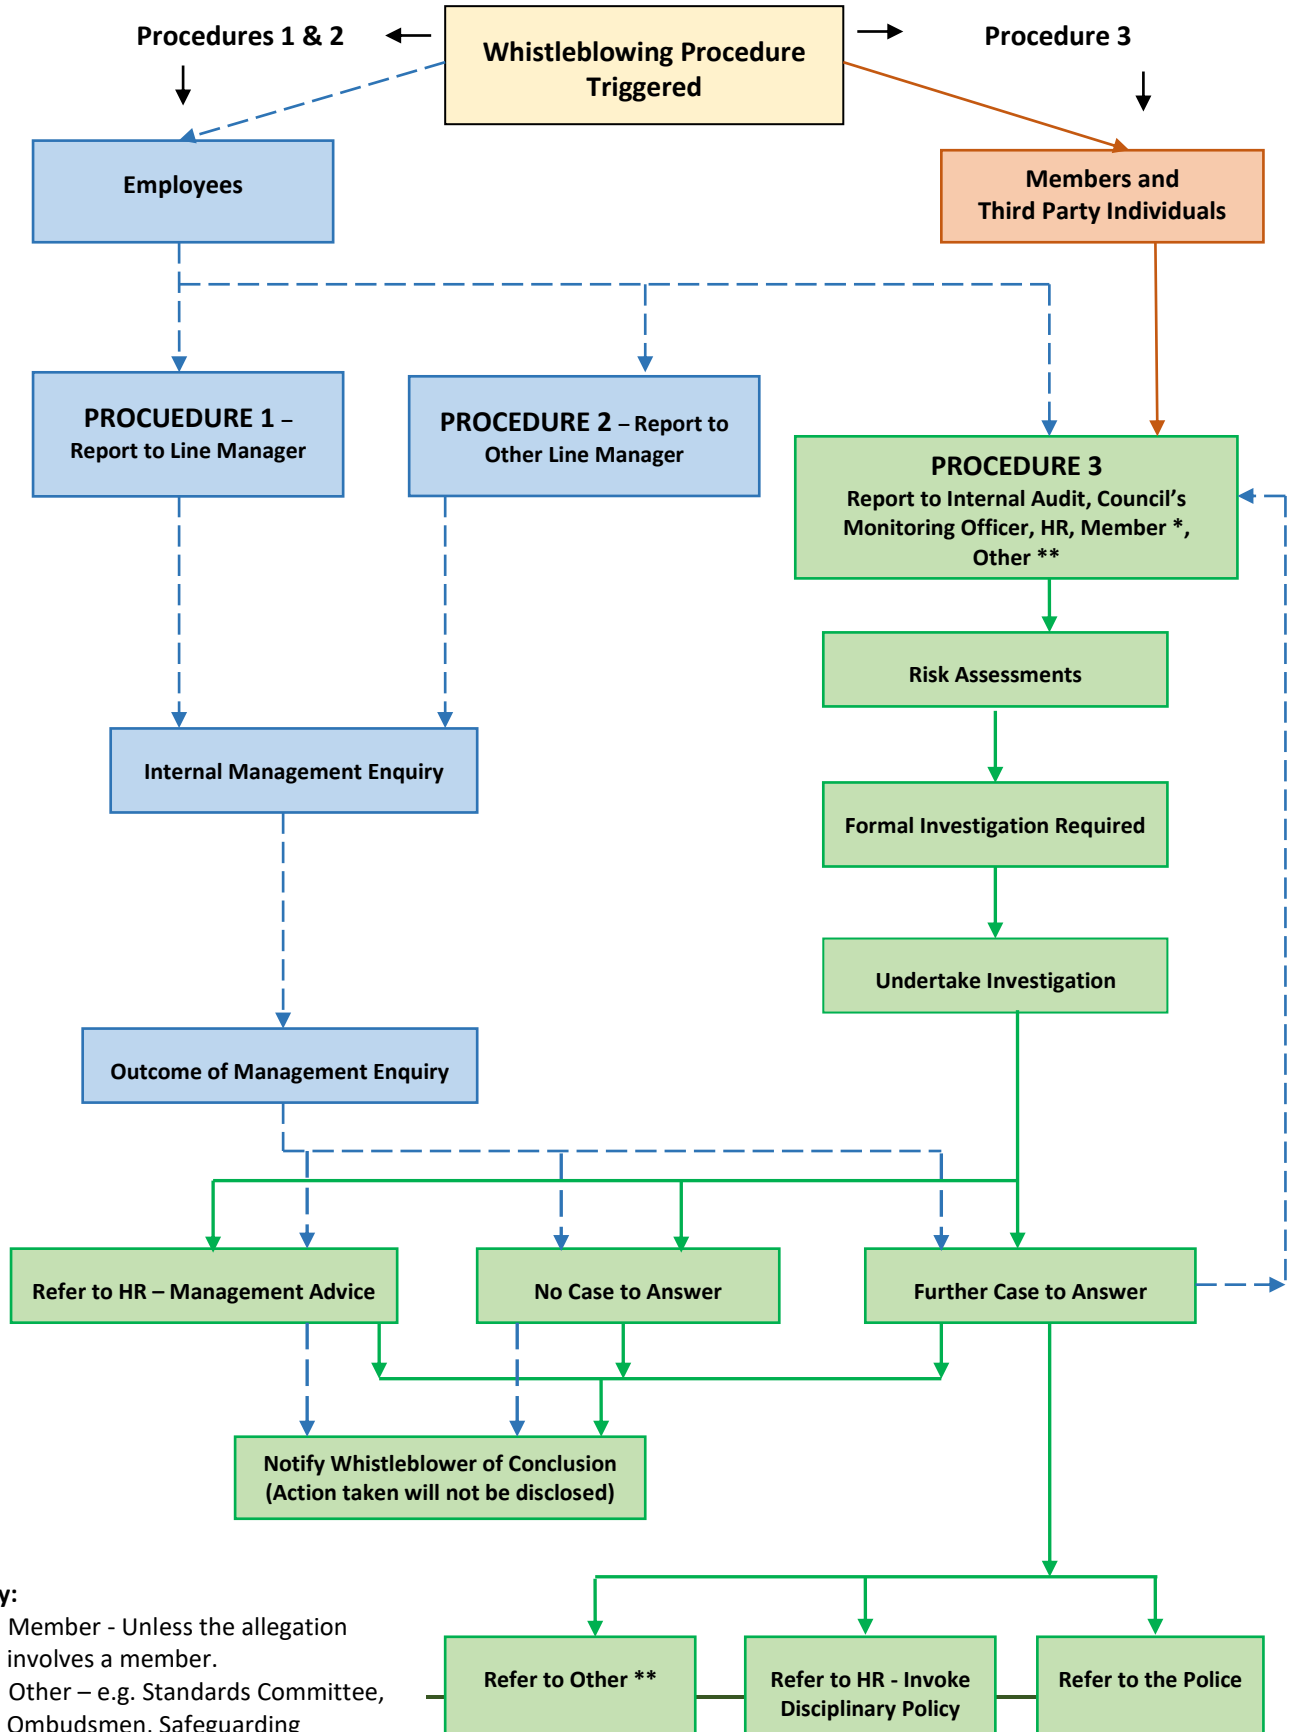 Procedures 1 & 2
Whistleblowing Procedure
Triggered
Procedure 3
Employees
Members and
Third Party Individuals
PROCUEDURE 1 –
Report to Line Manager
PROCEDURE 2 – Report to
Other Line Manager
PROCEDURE 3
Report to Internal Audit, Council’s
Monitoring Officer, HR, Member *,
Other **
Risk Assessments
Internal Management Enquiry
Formal Investigation Required
Undertake Investigation
Outcome of Management Enquiry
Refer to HR – Management Advice
No Case to Answer
Further Case to Answer
Notify Whistleblower of Conclusion
(Action taken will not be disclosed)
y:
Member - Unless the allegation
involves a member.
Other – e.g. Standards Committee,
Ombudsmen, Safeguarding
Refer to Other **
Refer to HR - Invoke
Disciplinary Policy
Refer to the Police